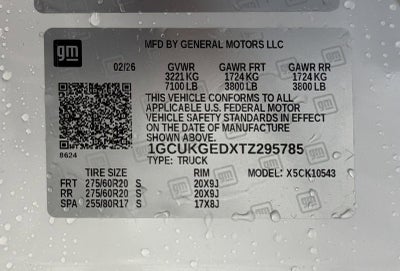 gm
MFD BY GENERAL MOTORS LLC
02/26 GVWR GAWR FRT GAWR RR
3221 KG 1724 KG 1724 KG
7100 LB 3800 LB 3800 LB
THIS VEHICLE CONFORMS TO ALL
APPLICABLE U.S. FEDERAL MOTOR
VEHICLE SAFETY STANDARDS IN EFFECT
ON THE DATE OF MANUFACTURE
SHOWN ABOVE.
8624
1GCUKGEDXTZ295785
TYPE: TRUCK
TIRE SIZE RIM MODEL: X5CK10543
FRT 275/60R20 S 20X9J
RR 275/60R20 S 20X9J
SPA 255/80R17 S 17X8J